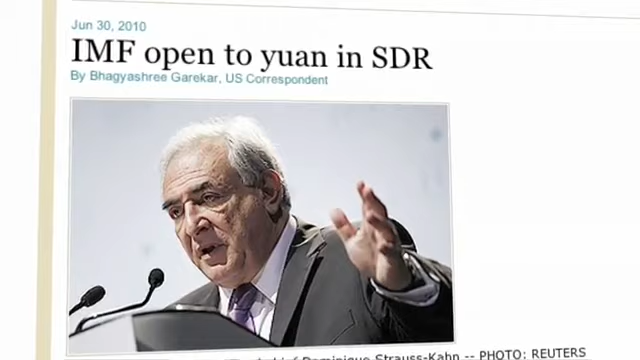 Jun 30, 2010
IMF open to yuan in SDR
By Bhagyashree Garekar, US Correspondent
Dominique Strauss-Kahn -- PHOTO: REUTERS